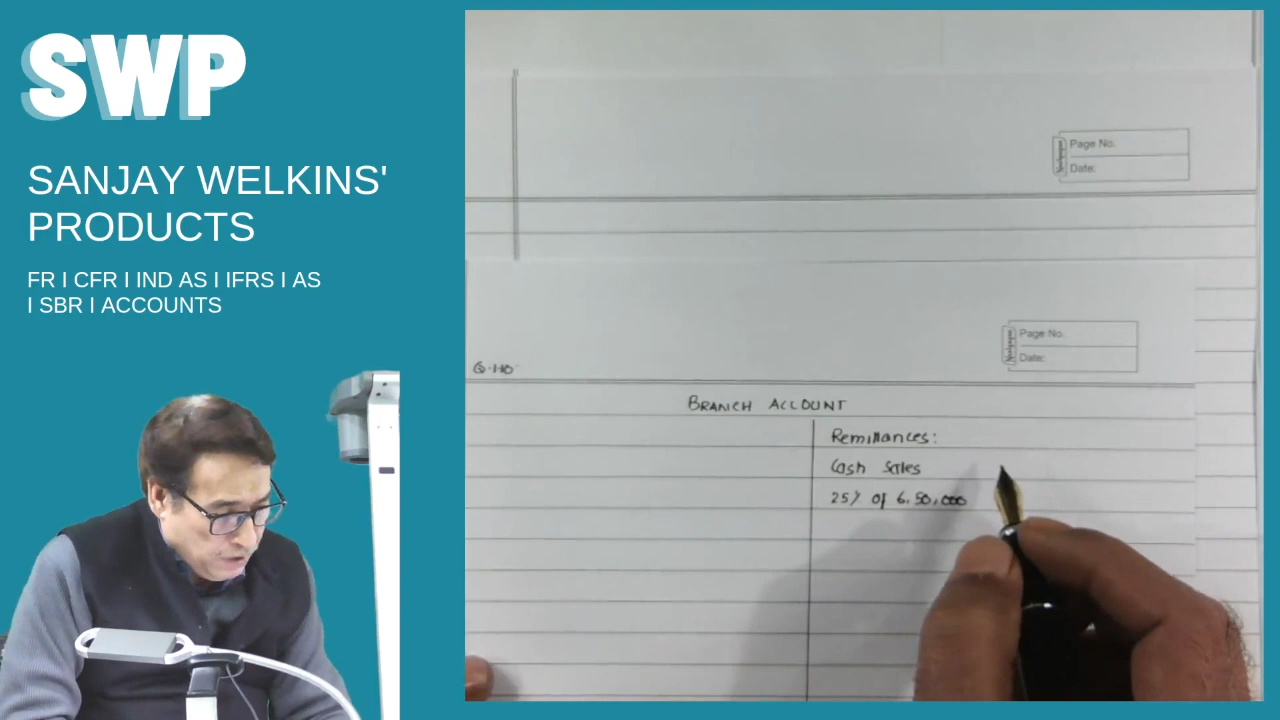 SWP
SANJAY WELKINS'
PRODUCTS
FR I CFR I IND AS I IFRS I AS
I SBR I ACCOUNTS
Page No.
Date:
Page No.
Date:
BRANCH ACCOUNT
Remittances:
Cash Sales
25% of 6,50,000